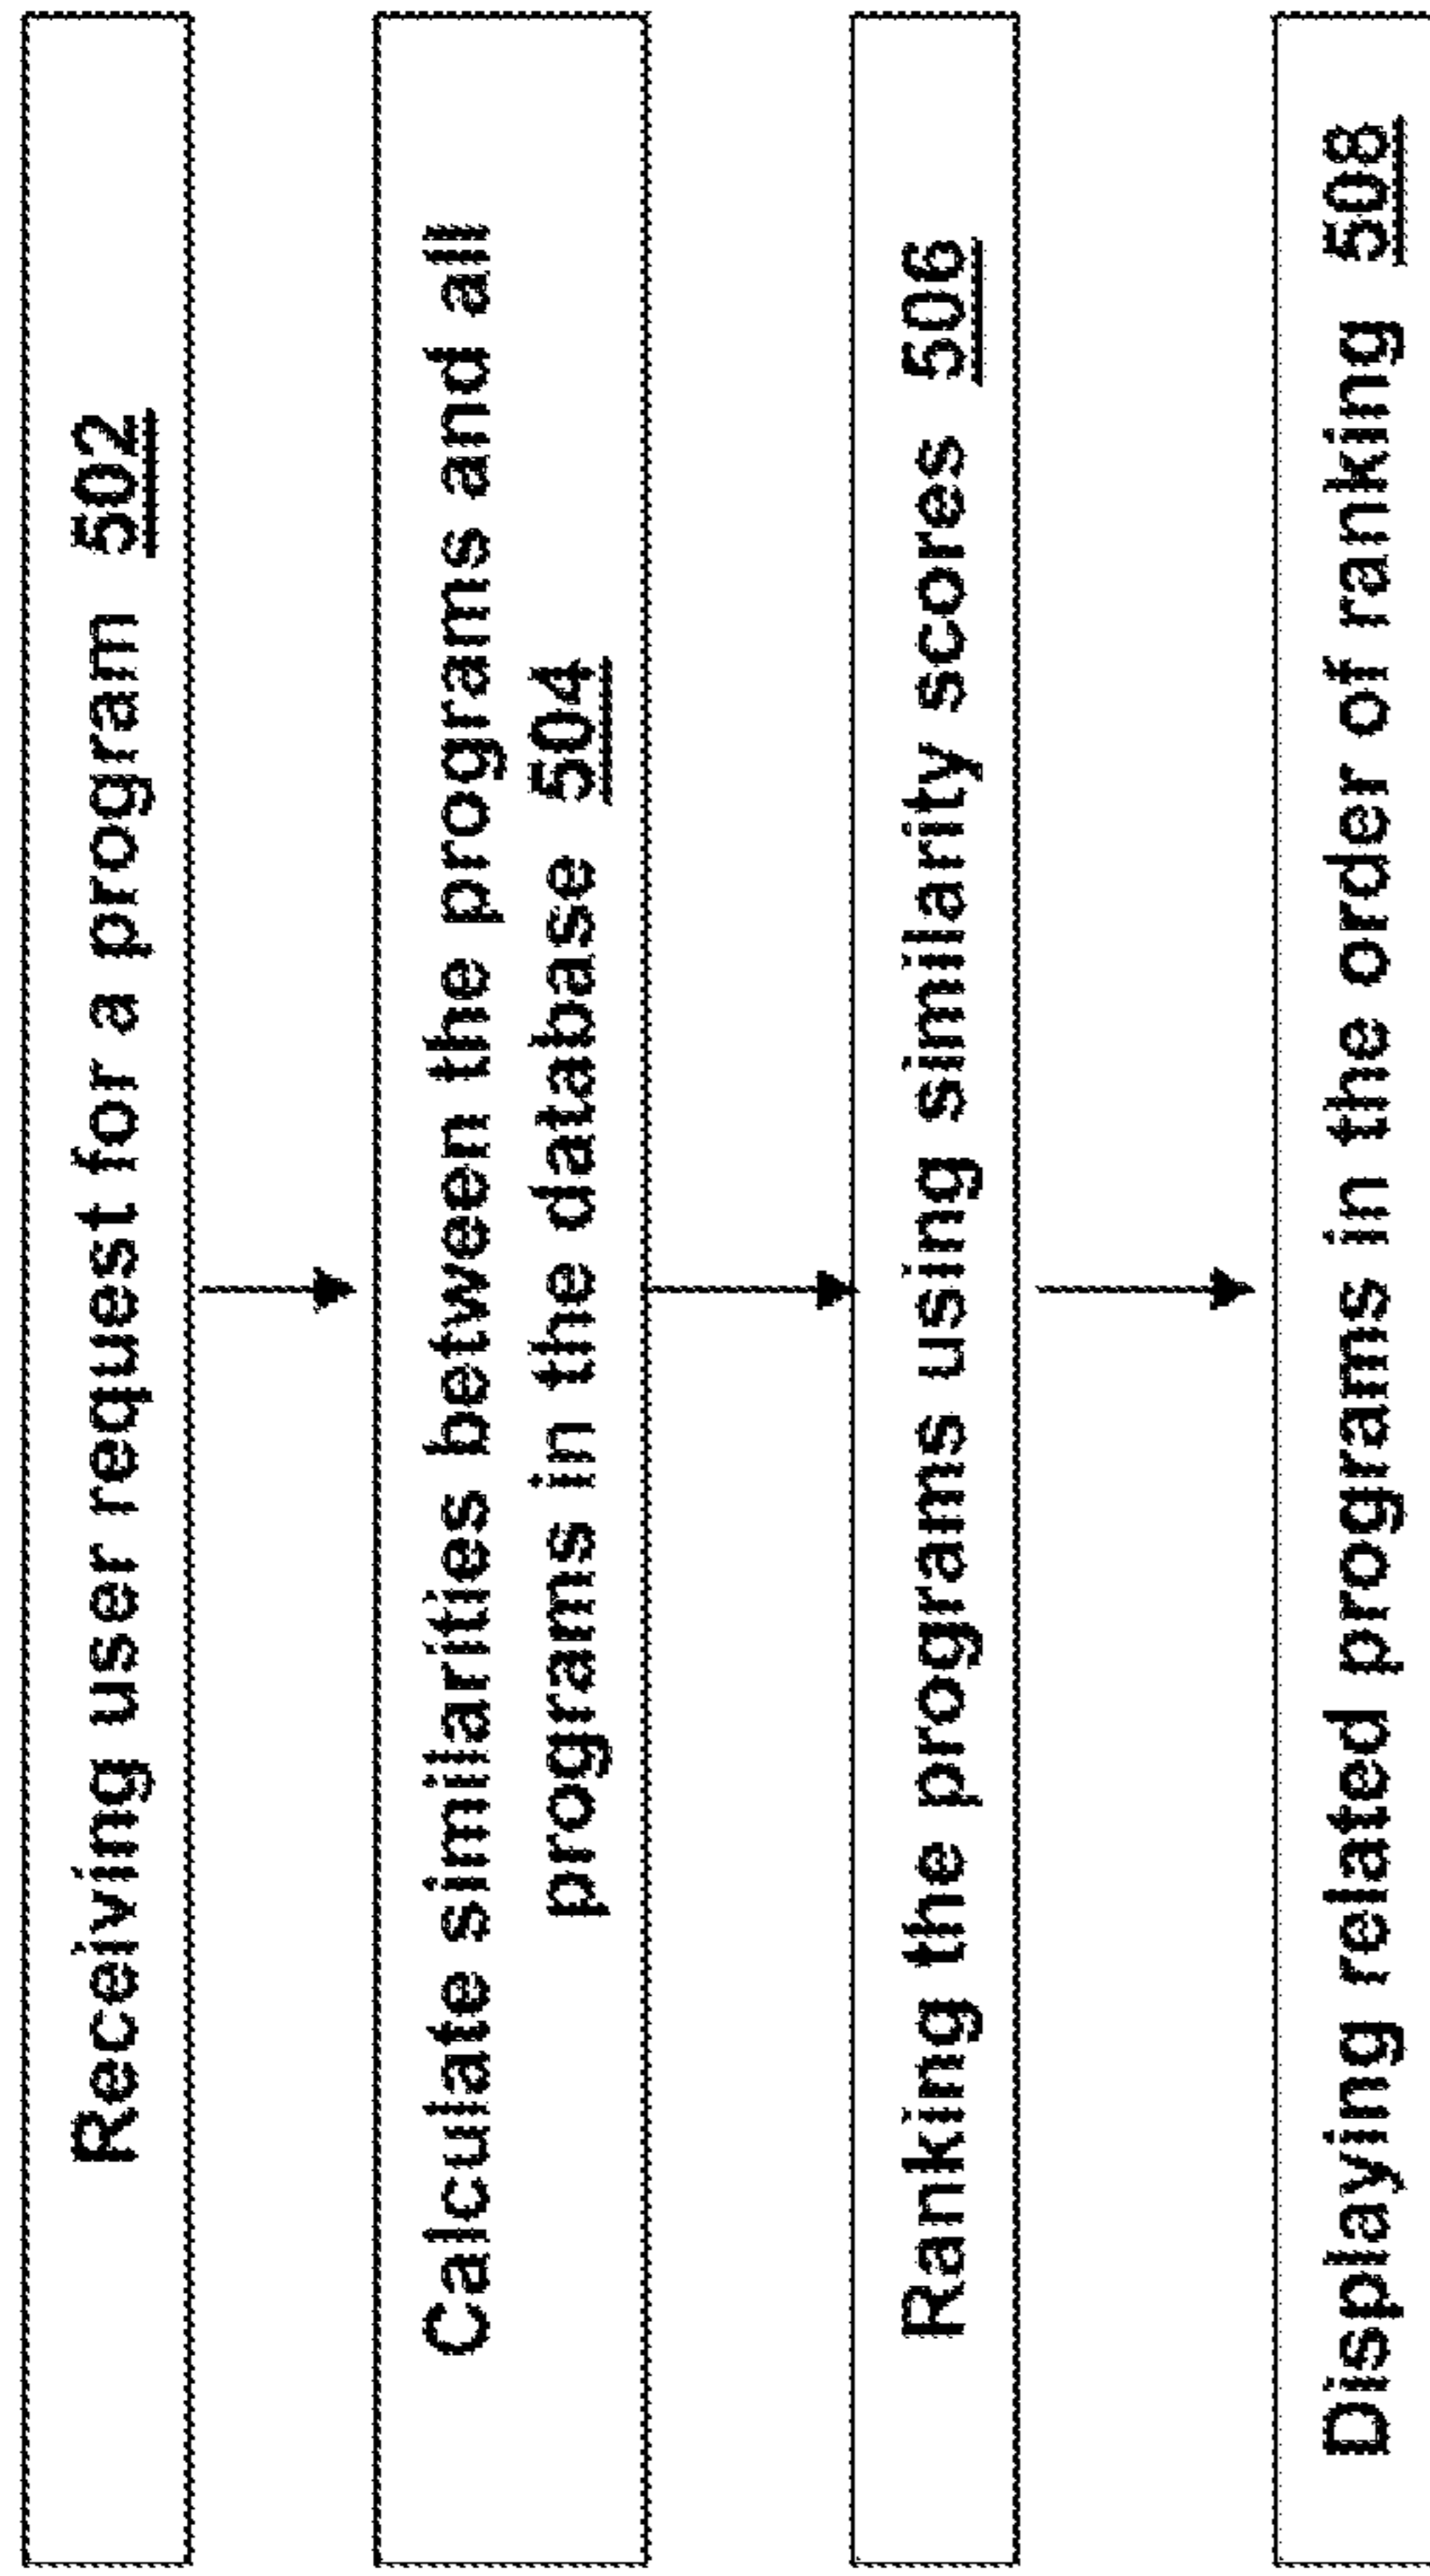 Receiving user request for a program 502
Calculate similarities between the programs and all
programs in the database 504
Ranking the programs using similarity scores 506
Displaying related programs in the order of ranking 508